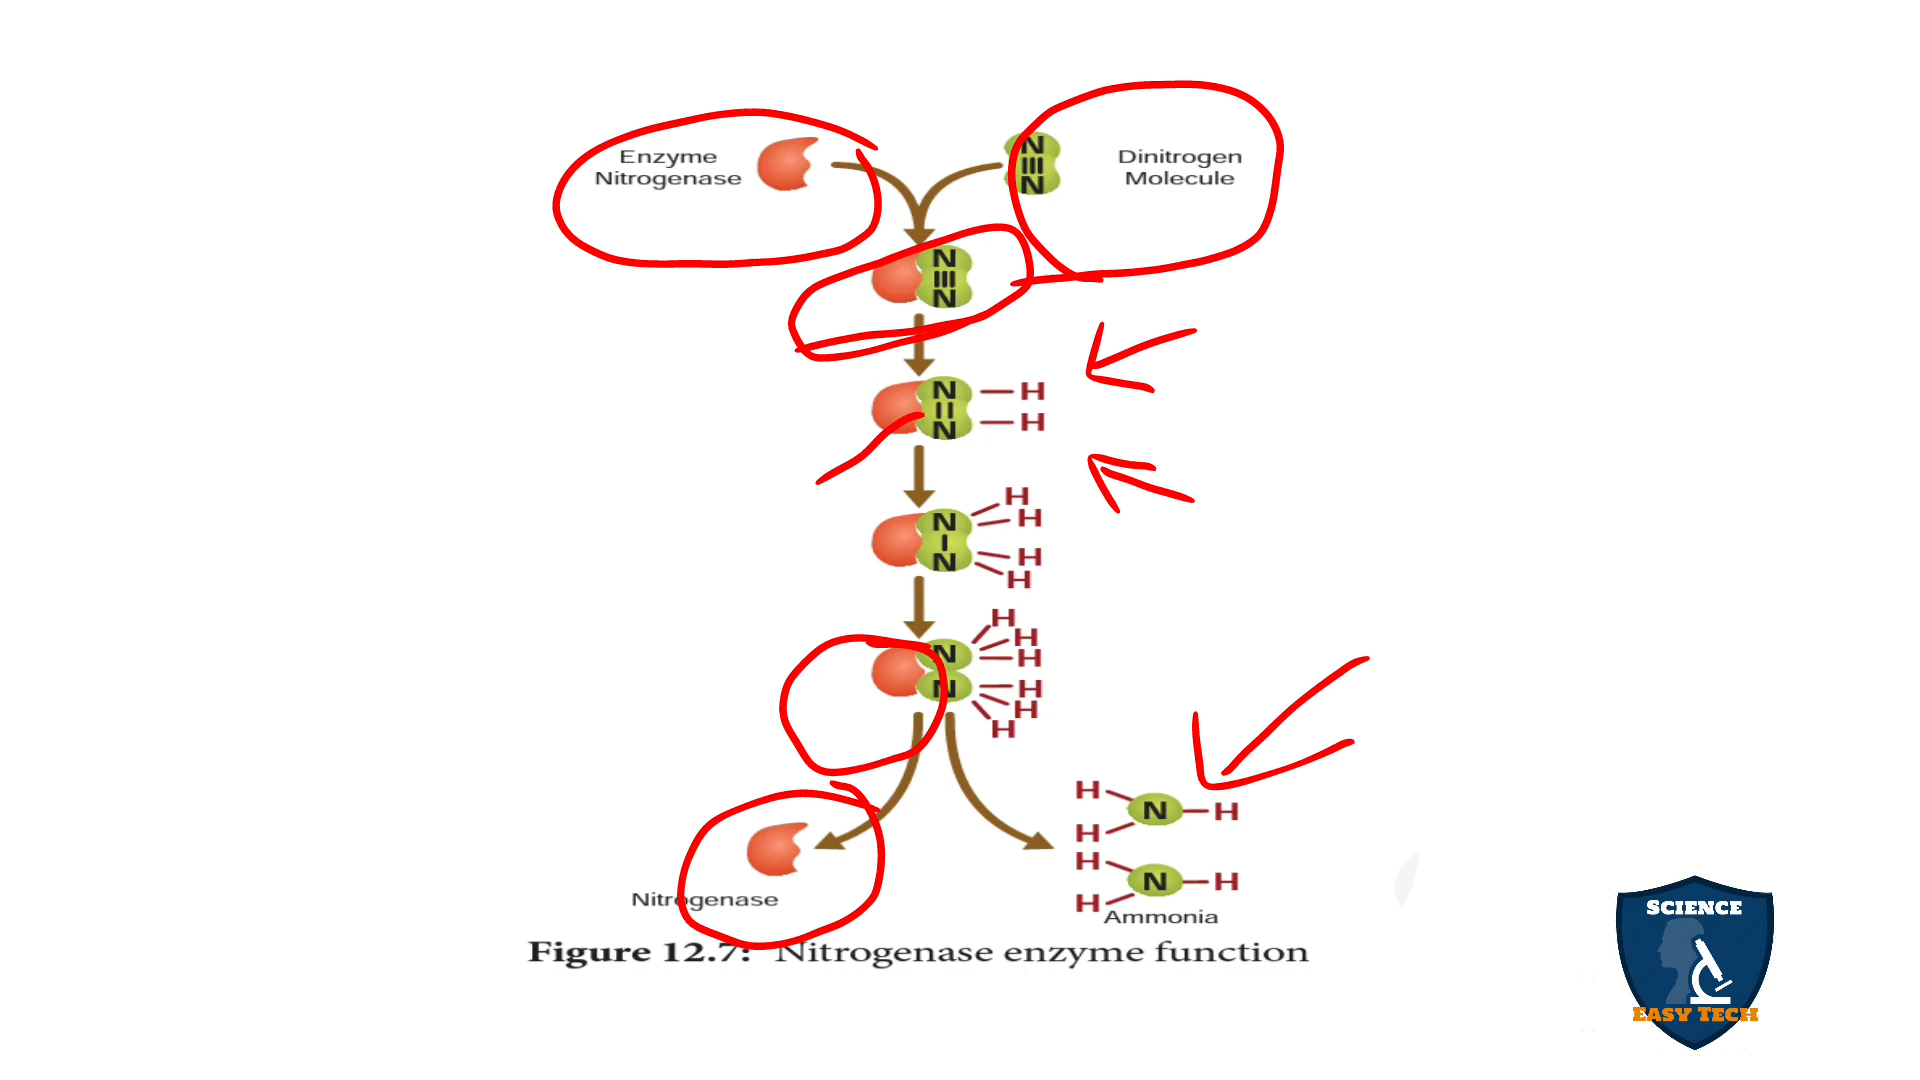 Enzyme
Nitrogenase
N
N
Dinitrogen
Molecule
N
N
N
N
H
H
N
N
H
H
H
H
N
N
H
H
H
H
H
H
H
H
N
H
H
H
N
H
Nitrogenase
Ammonia
Figure 12.7: Nitrogenase enzyme function
SCIENCE
EASY TECH